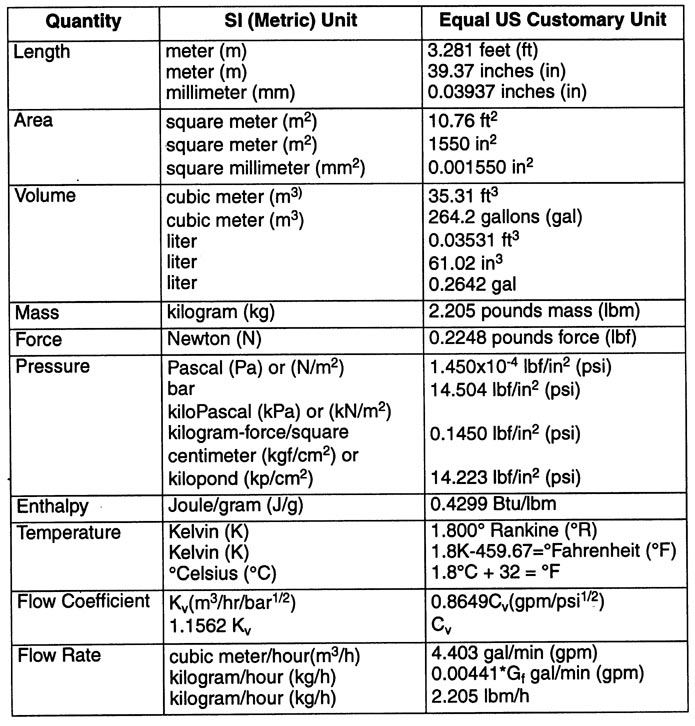 Quantity SI (Metric) Unit Equal US Customary Unit
Length meter (m) 3.281 feet (ft)
meter (m) 39.37 inches (in)
millimeter (mm) 0.03937 inches (in)
Area square meter (m²) 10.76 ft²
square meter (m²) 1550 in²
square millimeter (mm²) 0.001550 in²
Volume cubic meter (m³⁾ 35.31 ft³
cubic meter (m³) 264.2 gallons (gal)
liter 0.03531 ft³
liter 61.02 in³
liter 0.2642 gal
Mass kilogram (kg) 2.205 pounds mass (lbm)
Force Newton (N) 0.2248 pounds force (lbf)
Pressure Pascal (Pa) or (N/m²) 1.450x10⁻⁴ lbf/in² (psi)
bar 14.504 lbf/in² (psi)
kiloPascal (kPa) or (kN/m²)
kilogram-force/square 0.1450 lbf/in² (psi)
centimeter (kgf/cm²) or
kilopond (kp/cm²) 14.223 lbf/in² (psi)
Enthalpy Joule/gram (J/g) 0.4299 Btu/lbm
Temperature Kelvin (K) 1.800° Rankine (°R)
Kelvin (K) 1.8K-459.67=°Fahrenheit (°F)
°Celsius (°C) 1.8°C + 32 = °F
Flow Coefficient Kᵥ(m³/hr/bar¹ᐟ²) 0.8649Cᵥ(gpm/psi¹ᐟ²)
1.1562 Kᵥ Cᵥ
Flow Rate cubic meter/hour(m³/h) 4.403 gal/min (gpm)
kilogram/hour (kg/h) 0.00441*Gf gal/min (gpm)
kilogram/hour (kg/h) 2.205 lbm/h